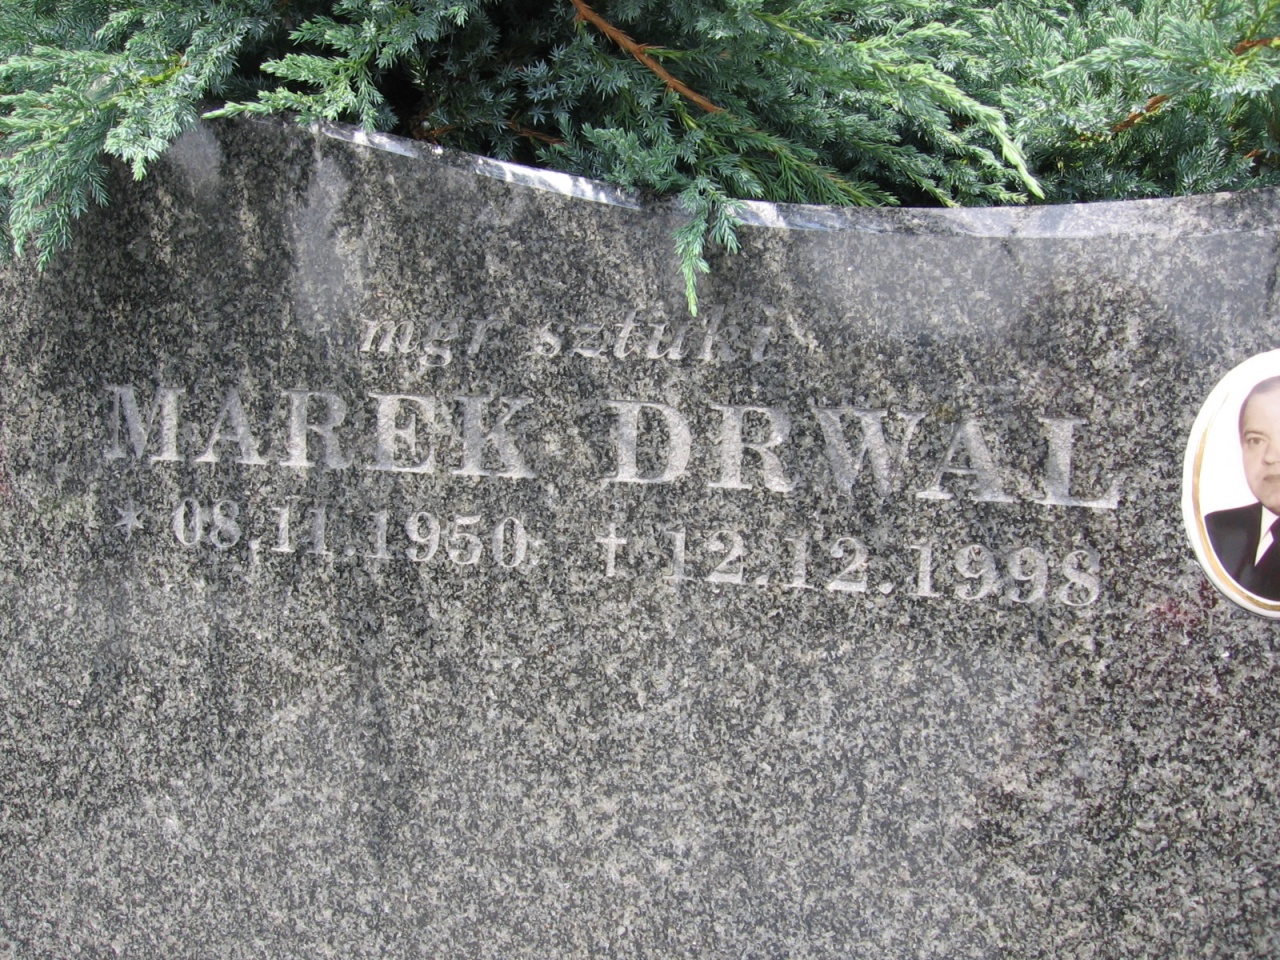 mgr sztuki
MAREK DRWAL
* 08.11.1950. † 12.12.1998